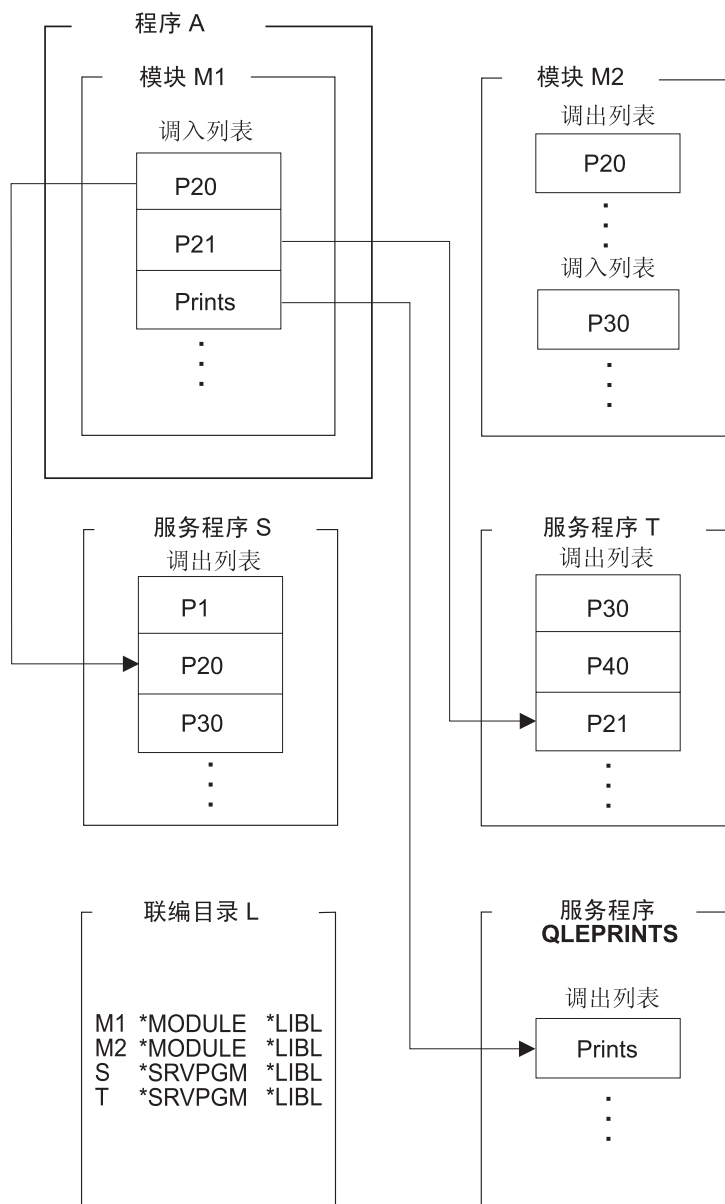 程序 A
模块 M1
调入列表
P20
P21
Prints
模块 M2
调出列表
P20
调入列表
P30
服务程序 S
调出列表
P1
P20
P30
服务程序 T
调出列表
P30
P40
P21
联编目录 L
M1 *MODULE *LIBL
M2 *MODULE *LIBL
S *SRVPGM *LIBL
T *SRVPGM *LIBL
服务程序
QLEPRINTS
调出列表
Prints